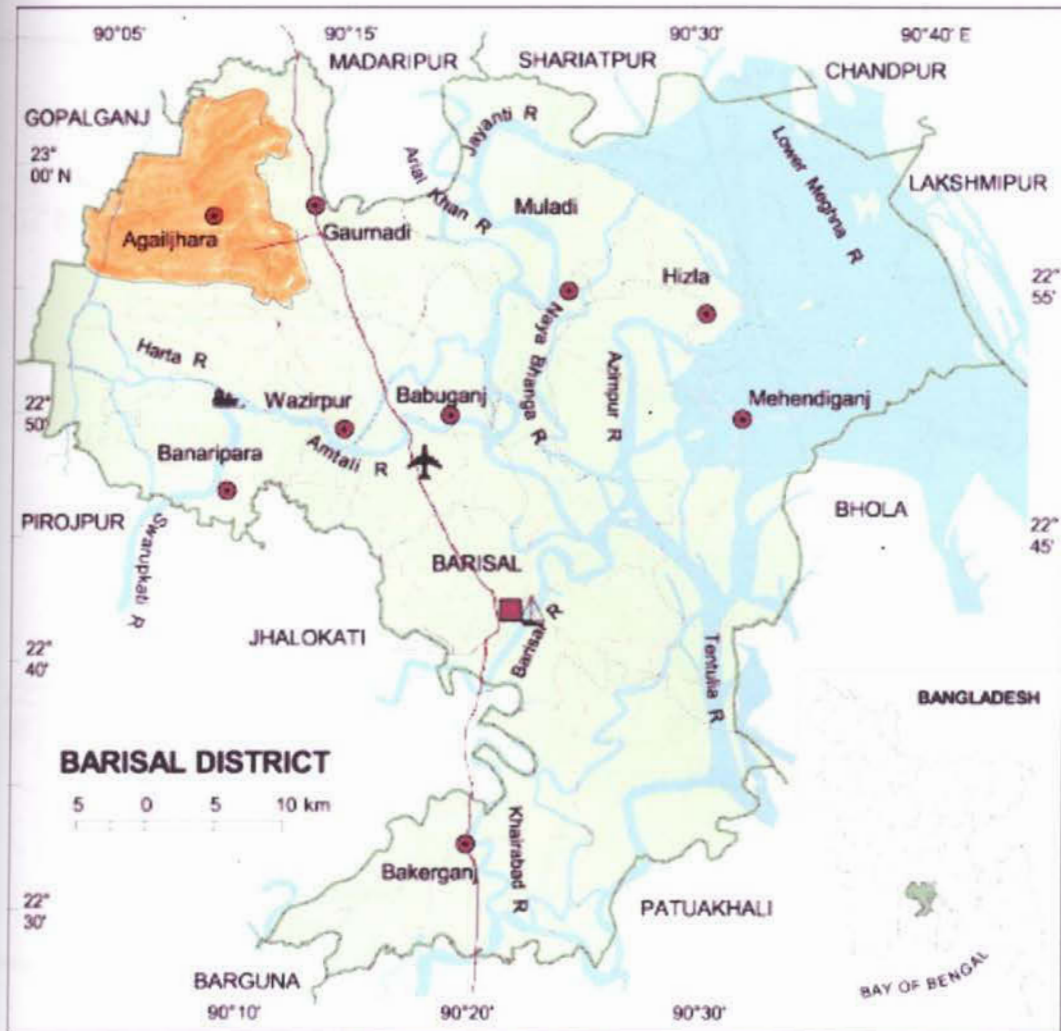 90°05' 90°15' 90°30' 90°40' E
MADARIPUR
SHARIATPUR
CHANDPUR
GOPALGANJ
23°
00' N
Jayanti R
Arial Khan R
Lower Meghna R
LAKSHMIPUR
Muladi
Agailjhara
Gaurnadi
Hizla
22°
55'
Naya Bhanga R
Azimpur R
Harta R
22°
50'
Wazirpur
Babuganj
Mehendiganj
Amtali R
Banaripara
PIROJPUR
Swarupkati R
BHOLA
22°
45'
BARISAL
Barisal R
JHALOKATI
22°
40'
Tentulia R
BANGLADESH
BARISAL DISTRICT
5 0 5 10 km
Khairabad R
Bakerganj
22°
30'
PATUAKHALI
BARGUNA
BAY OF BENGAL
90°10' 90°20' 90°30'